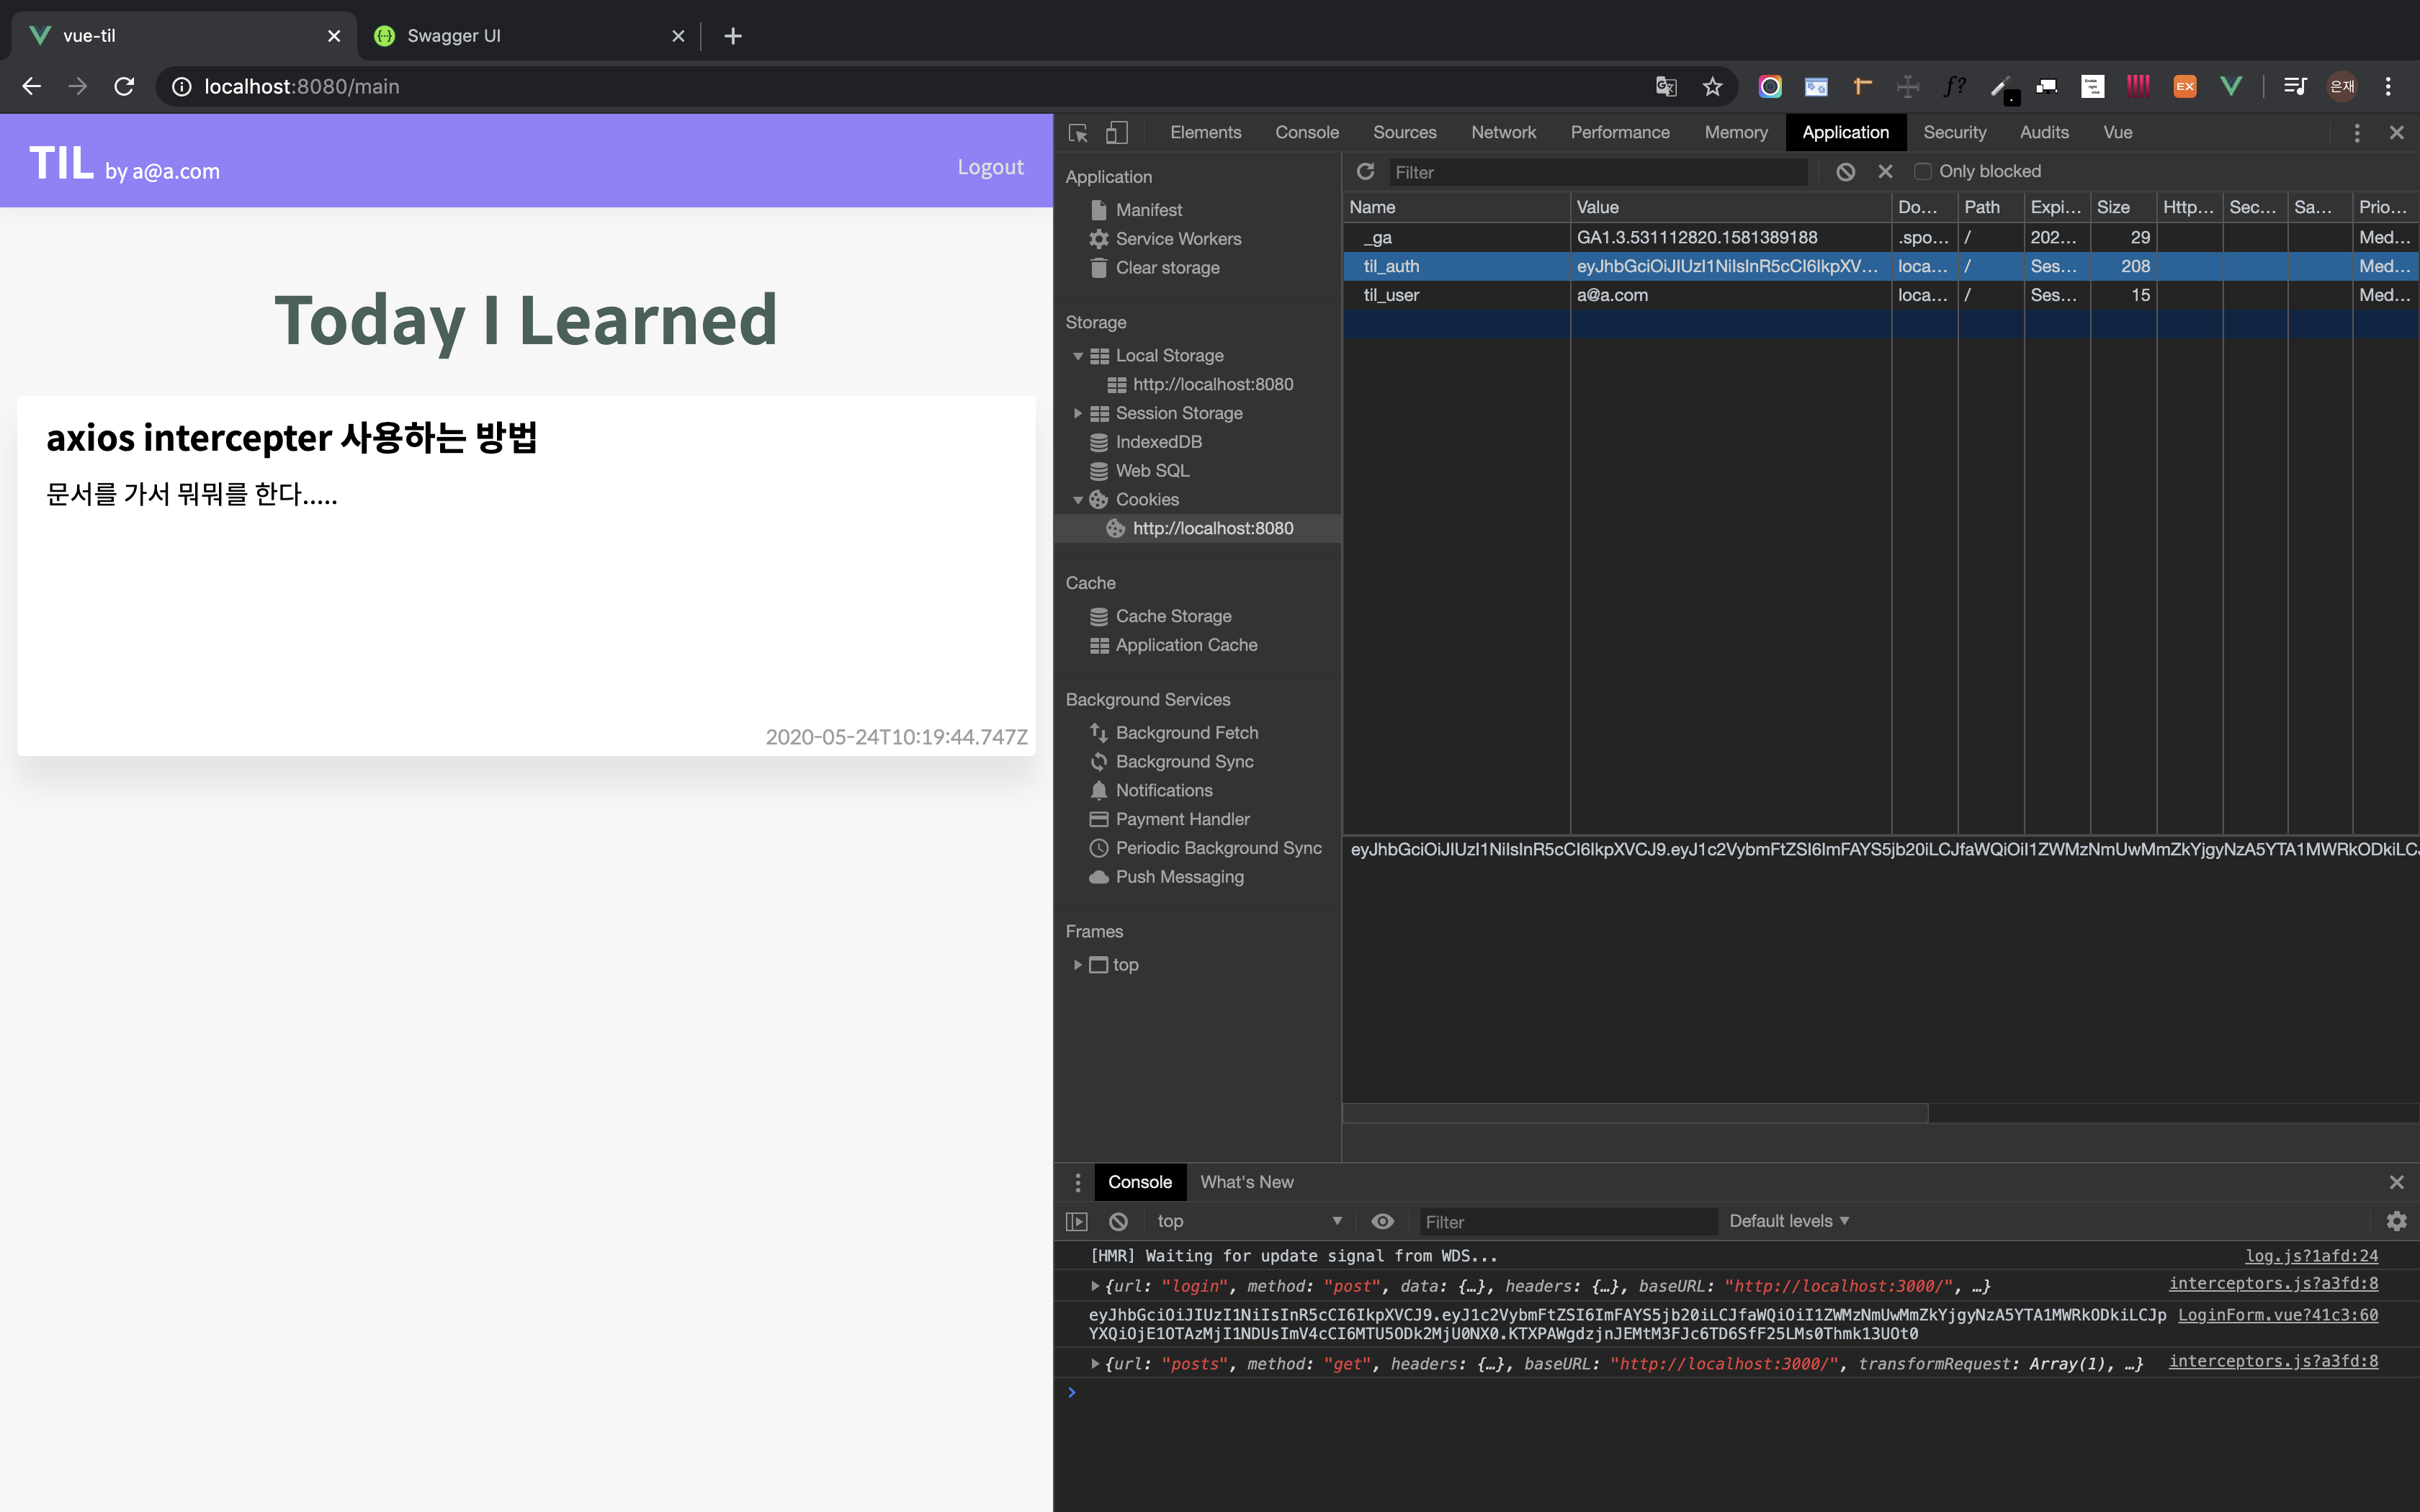 vue-til
Swagger UI
localhost:8080/main
f?
EX
은재
TIL by a@a.com
Logout
Today I Learned
axios intercepter 사용하는 방법
문서를 가서 뭐뭐를 한다.....
2020-05-24T10:19:44.747Z
Elements Console Sources Network Performance Memory Application Security Audits Vue
Application
Manifest
Service Workers
Clear storage
Storage
Local Storage
http://localhost:8080
Session Storage
IndexedDB
Web SQL
Cookies
http://localhost:8080
Cache
Cache Storage
Application Cache
Background Services
Background Fetch
Background Sync
Notifications
Payment Handler
Periodic Background Sync
Push Messaging
Frames
top
Filter
Only blocked
Name Value Do... Path Expi... Size Http... Sec... Sa... Prio...
_ga GA1.3.531112820.1581389188 .spo... / 202... 29 Med...
til_auth eyJhbGciOiJIUzI1NiIsInR5cCI6IkpXV... loca... / Ses... 208 Med...
til_user a@a.com loca... / Ses... 15 Med...
eyJhbGciOiJIUzI1NiIsInR5cCI6IkpXVCJ9.eyJ1c2VybmFtZSI6ImFAYS5jb20iLCJfaWQiOiI1ZWMzNmUwMmZkYjgyNzA5YTA1MWRkODkiLC
Console What's New
top
Filter
Default levels
[HMR] Waiting for update signal from WDS... log.js?1afd:24
{url: "login", method: "post", data: {…}, headers: {…}, baseURL: "http://localhost:3000/", …} interceptors.js?a3fd:8
eyJhbGciOiJIUzI1NiIsInR5cCI6IkpXVCJ9.eyJ1c2VybmFtZSI6ImFAYS5jb20iLCJfaWQiOiI1ZWMzNmUwMmZkYjgyNzA5YTA1MWRkODkiLCJp LoginForm.vue?41c3:60
YXQiOjE1OTAzMjI1NDUsImV4cCI6MTU5ODk2MjU0NX0.KTXPAWgdzjnJEMtM3FJc6TD6SfF25LMs0Thmk13UOt0
{url: "posts", method: "get", headers: {…}, baseURL: "http://localhost:3000/", transformRequest: Array(1), …} interceptors.js?a3fd:8